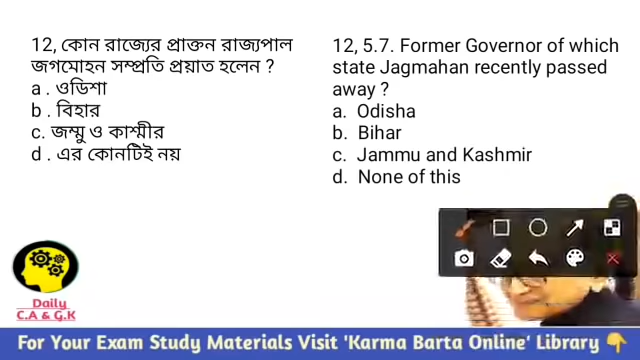 12, কোন রাজ্যের প্রাক্তন রাজ্যপাল
জগমোহন সম্প্রতি প্রয়াত হলেন ?
a . ওডিশা
b . বিহার
c. জম্মু ও কাশ্মীর
d . এর কোনটিই নয়
12, 5.7. Former Governor of which
state Jagmahan recently passed
away ?
a. Odisha
b. Bihar
c. Jammu and Kashmir
d. None of this
Daily
C.A & G.K
For Your Exam Study Materials Visit 'Karma Barta Online' Library 👇